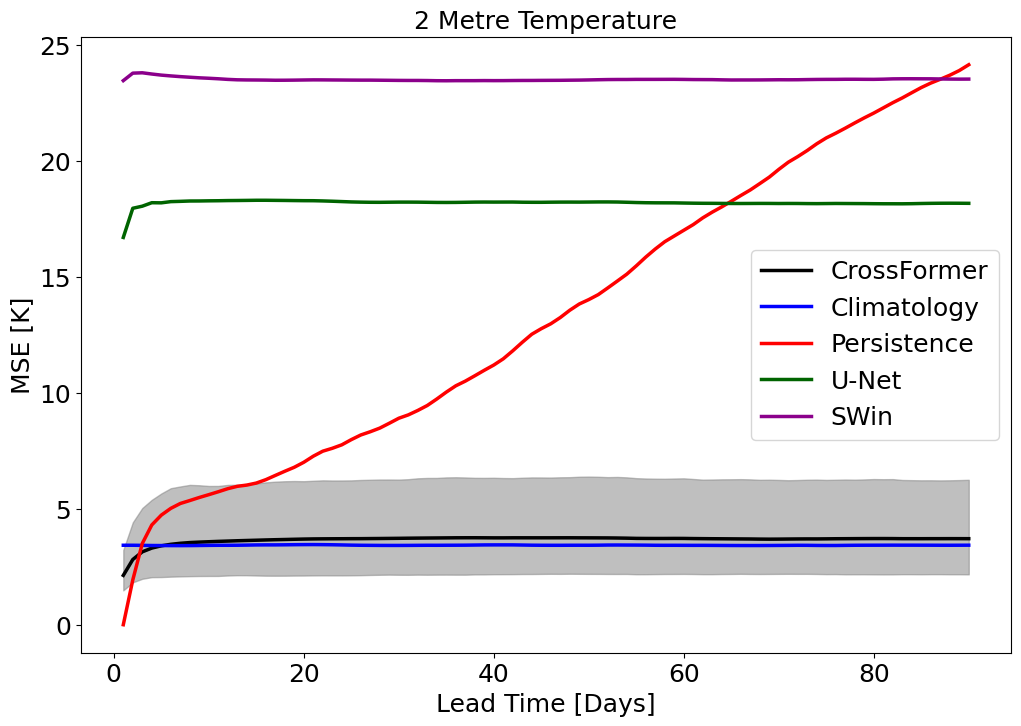 2 Metre Temperature
MSE [K]
25
20
15
10
5
0
CrossFormer
Climatology
Persistence
U-Net
SWin
0 20 40 60 80
Lead Time [Days]